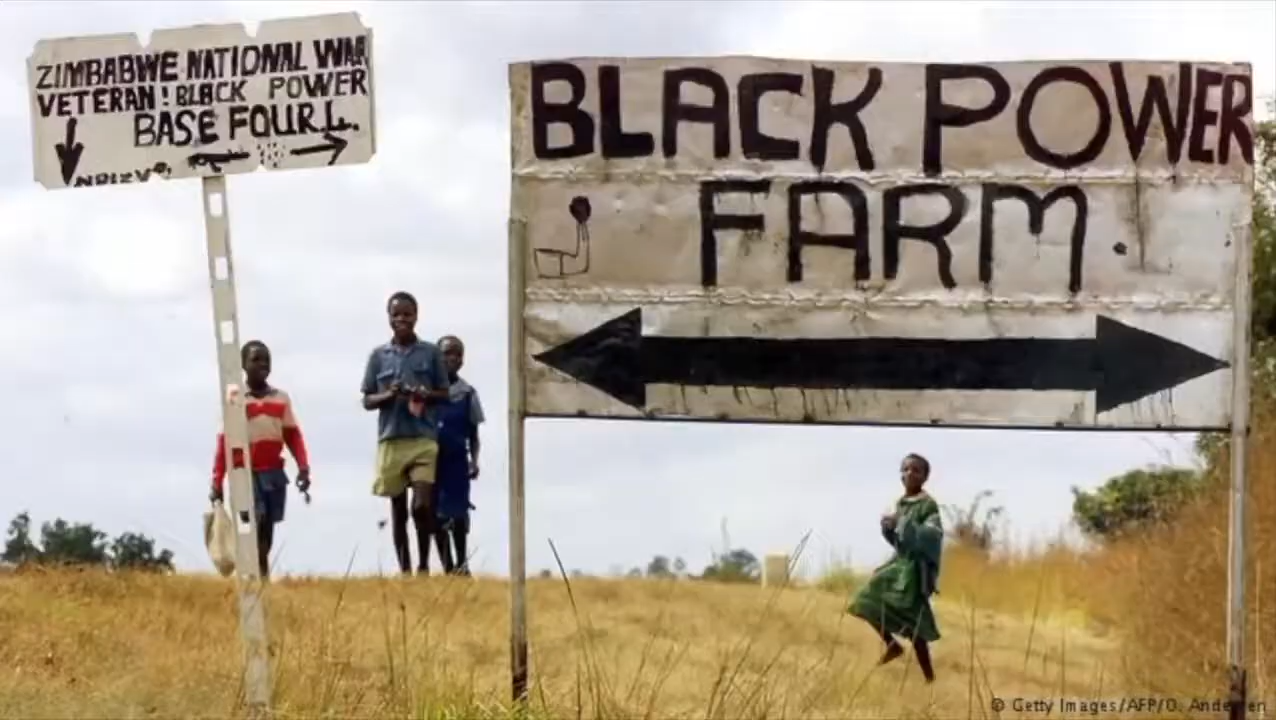 ZIMBABWE NATIONAL WAR
VETERAN! BLACK POWER
BASE FOUR L.
BLACK POWER
FARM.
© Getty Images/AFP/O. Andersen